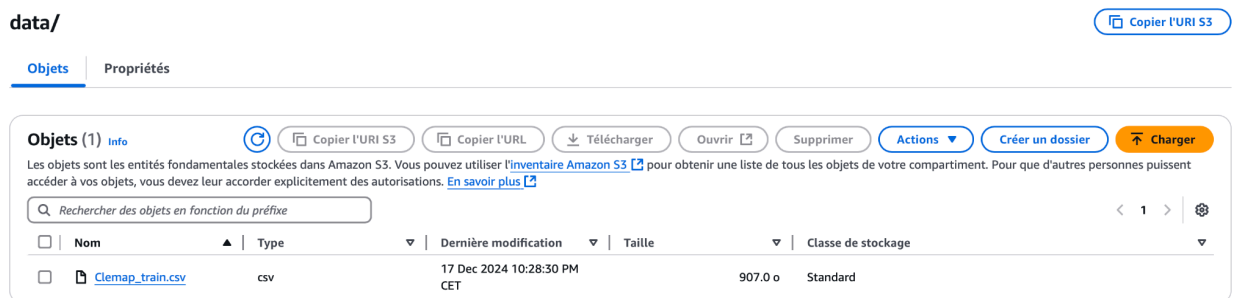 data/
Copier l'URI S3
Objets
Propriétés
Objets (1) Info
Copier l'URI S3
Copier l'URL
Télécharger
Ouvrir
Supprimer
Actions
Créer un dossier
Charger
Les objets sont les entités fondamentales stockées dans Amazon S3. Vous pouvez utiliser l'inventaire Amazon S3 pour obtenir une liste de tous les objets de votre compartiment. Pour que d'autres personnes puissent
accéder à vos objets, vous devez leur accorder explicitement des autorisations. En savoir plus
Rechercher des objets en fonction du préfixe
1
Nom
Type
Dernière modification
Taille
Classe de stockage
Clemap_train.csv
csv
17 Dec 2024 10:28:30 PM
CET
907.0 o
Standard